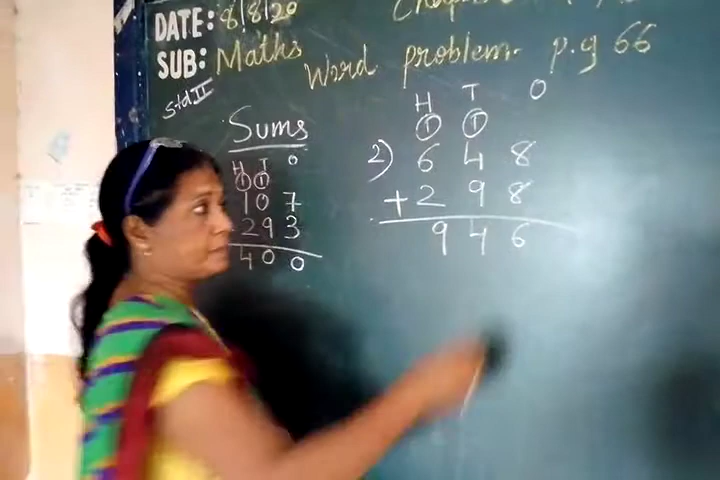 DATE: 8/8/20
SUB: Maths
Std II
Word problem. p.g 66
Sums
H T O
1 1
1 0 7
2 9 3
4 0 0
H T O
1 1
2) 6 4 8
+ 2 9 8
9 4 6